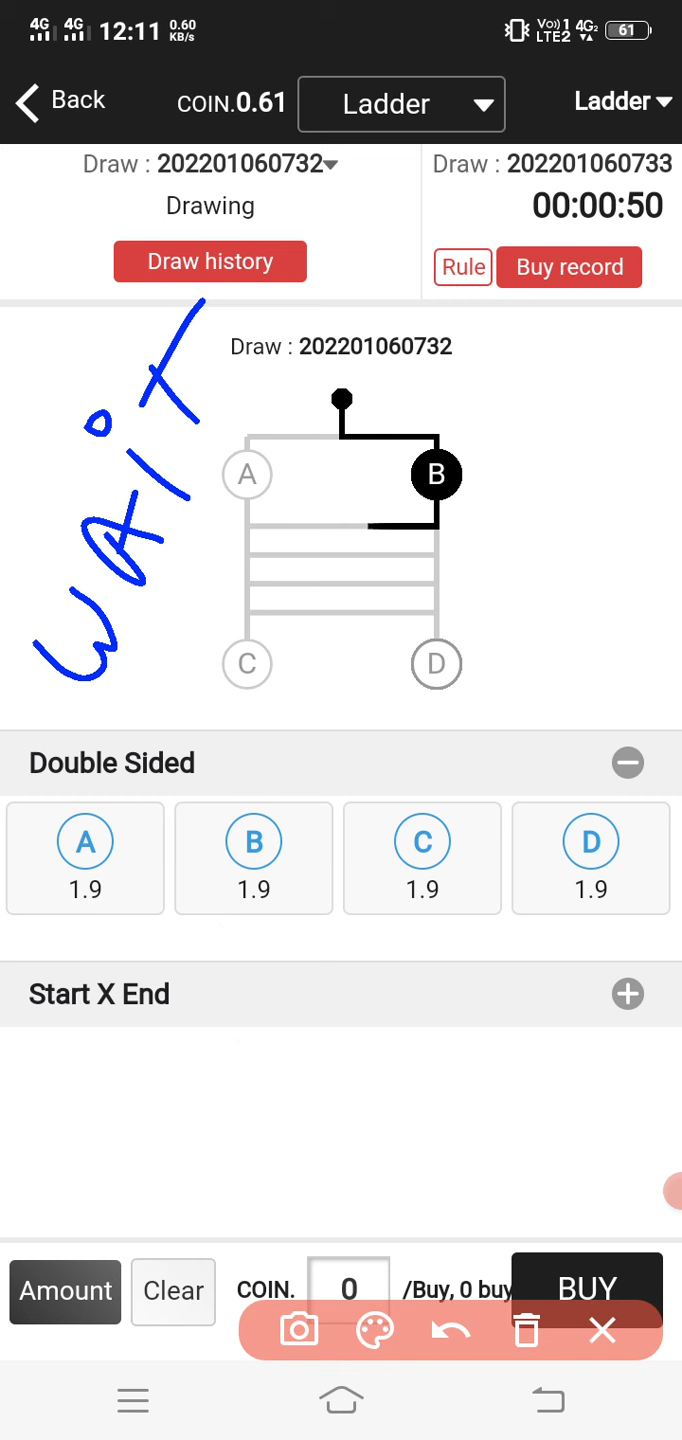 4G 4G 12:11 0.60 KB/s Vo)) 1 LTE2 4G2 61
Back COIN.0.61 Ladder Ladder
Draw : 202201060732
Drawing
Draw history
Draw : 202201060733
00:00:50
Rule Buy record
Draw : 202201060732
WAIT
A B
C D
Double Sided
A B C D
1.9 1.9 1.9 1.9
Start X End
Amount Clear COIN. 0 /Buy, 0 buy BUY